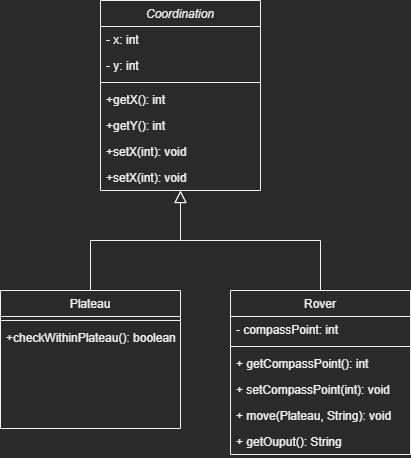 Coordination
- x: int
- y: int
+getX(): int
+getY(): int
+setX(int): void
+setX(int): void
Plateau
+checkWithinPlateau(): boolean
Rover
- compassPoint: int
+ getCompassPoint(): int
+ setCompassPoint(int): void
+ move(Plateau, String): void
+ getOuput(): String